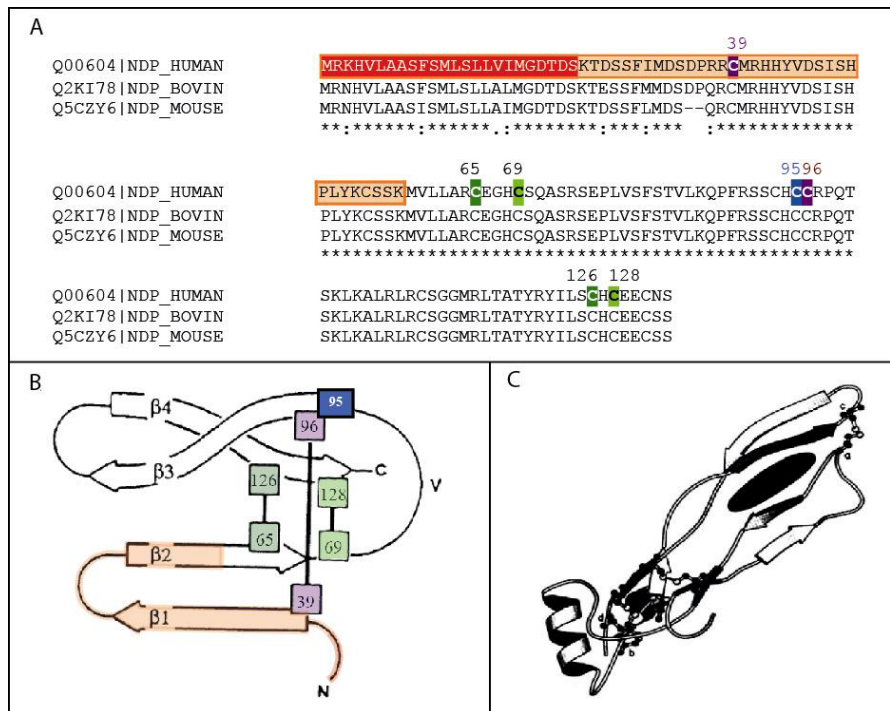 A
39
Q00604|NDP_HUMAN MRKHVLAASFSMLSLLVIMGDTDSKTDSSFIMDSDPRRCMRHHYVDSISH
Q2KI78|NDP_BOVIN MRNHVLAASISMLSLLALMGDTDSKTESSFMMDSDPQRCMRHHYVDSISH
Q5CZY6|NDP_MOUSE MRNHVLAASISMLSLLAIMGDTDSKTDSSFLMDS--QRCMRHHYVDSISH
**:******:******.:********:***:*** :************
65 69 95 96
Q00604|NDP_HUMAN PLYKCSSKMVLLARCEGHCSQASRSEPLVSFSTVLKQPFRSSCHCCRPQT
Q2KI78|NDP_BOVIN PLYKCSSKMVLLARCEGHCSQASRSEPLVSFSTVLKQPFRSSCHCCRPQT
Q5CZY6|NDP_MOUSE PLYKCSSKMVLLARCEGHCSQASRSEPLVSFSTVLKQPFRSSCHCCRPQT
**************************************************
126 128
Q00604|NDP_HUMAN SKLKALRLRCSGGMRLTATYRYILSCHCEECNS
Q2KI78|NDP_BOVIN SKLKALRLRCSGGMRLTATYRYILSCHCEECSS
Q5CZY6|NDP_MOUSE SKLKALRLRCSGGMRLTATYRYILSCHCEECSS
B
β4
95
96
β3
C
126
128
V
65
69
β2
39
β1
N
C